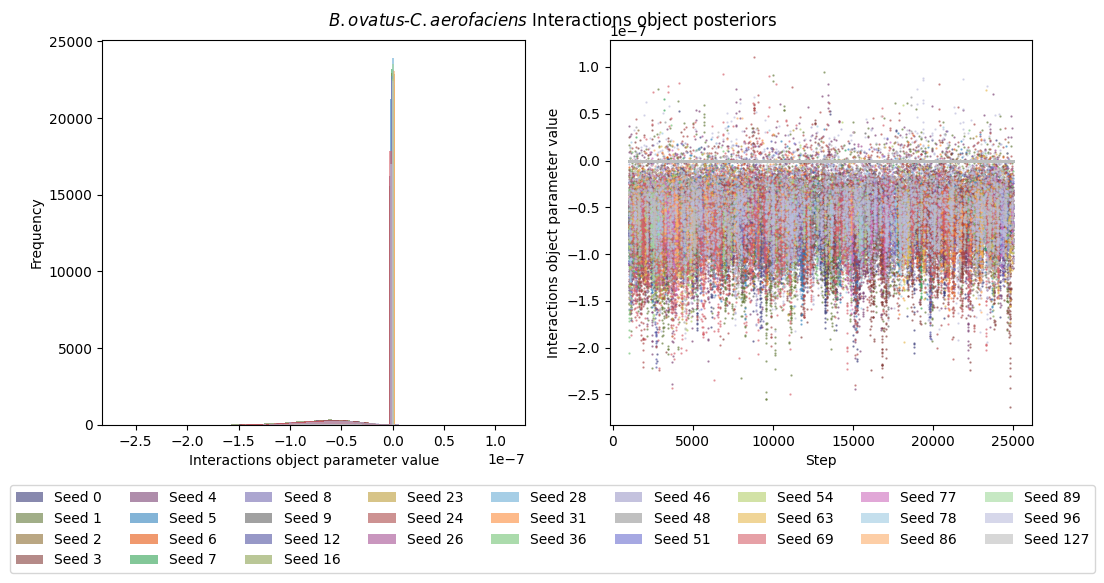 B.ovatus-C.aerofaciens Interactions object posteriors
25000
20000
15000
10000
5000
0
Frequency
−2.5 −2.0 −1.5 −1.0 −0.5 0.0 0.5 1.0
1e−7
Interactions object parameter value
1e−7
1.0
0.5
0.0
−0.5
−1.0
−1.5
−2.0
−2.5
Interactions object parameter value
0 5000 10000 15000 20000 25000
Step
Seed 0 Seed 4 Seed 8 Seed 23 Seed 28 Seed 46 Seed 54 Seed 77 Seed 89
Seed 1 Seed 5 Seed 9 Seed 24 Seed 31 Seed 48 Seed 63 Seed 78 Seed 96
Seed 2 Seed 6 Seed 12 Seed 26 Seed 36 Seed 51 Seed 69 Seed 86 Seed 127
Seed 3 Seed 7 Seed 16